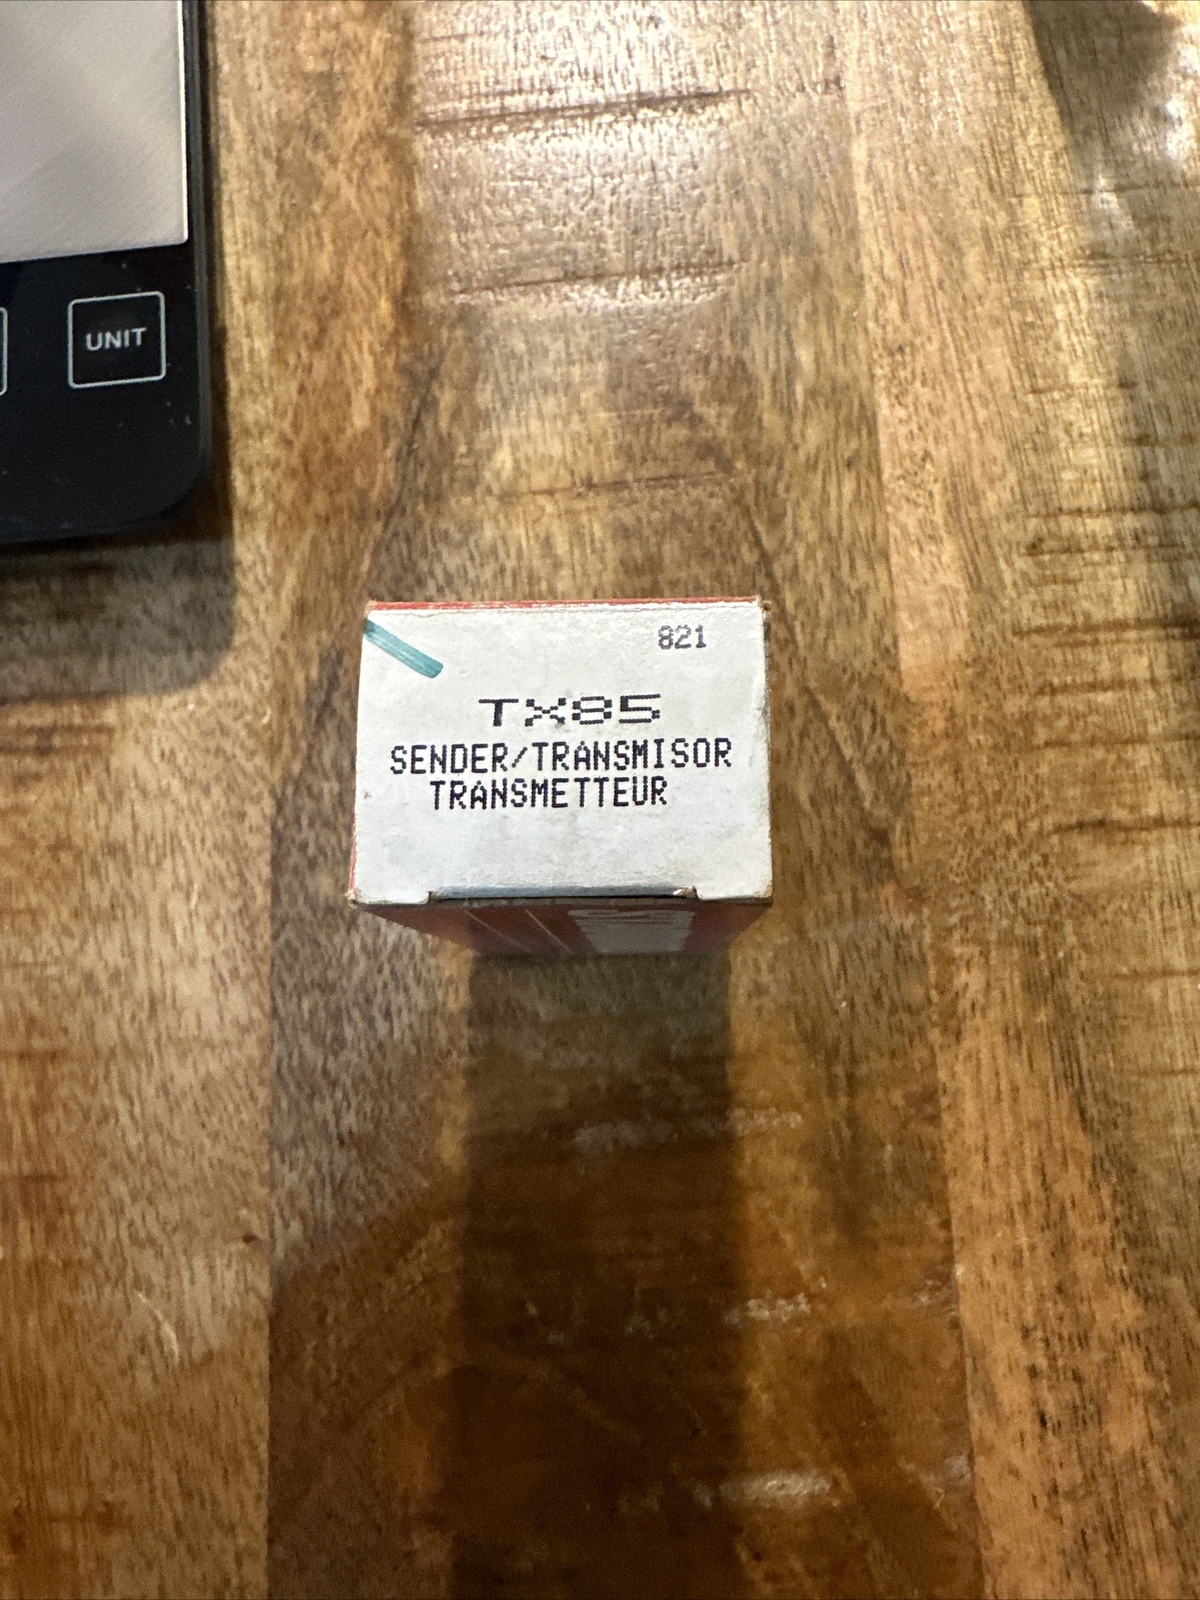 UNIT
821
TX85
SENDER/TRANSMISOR
TRANSMETTEUR